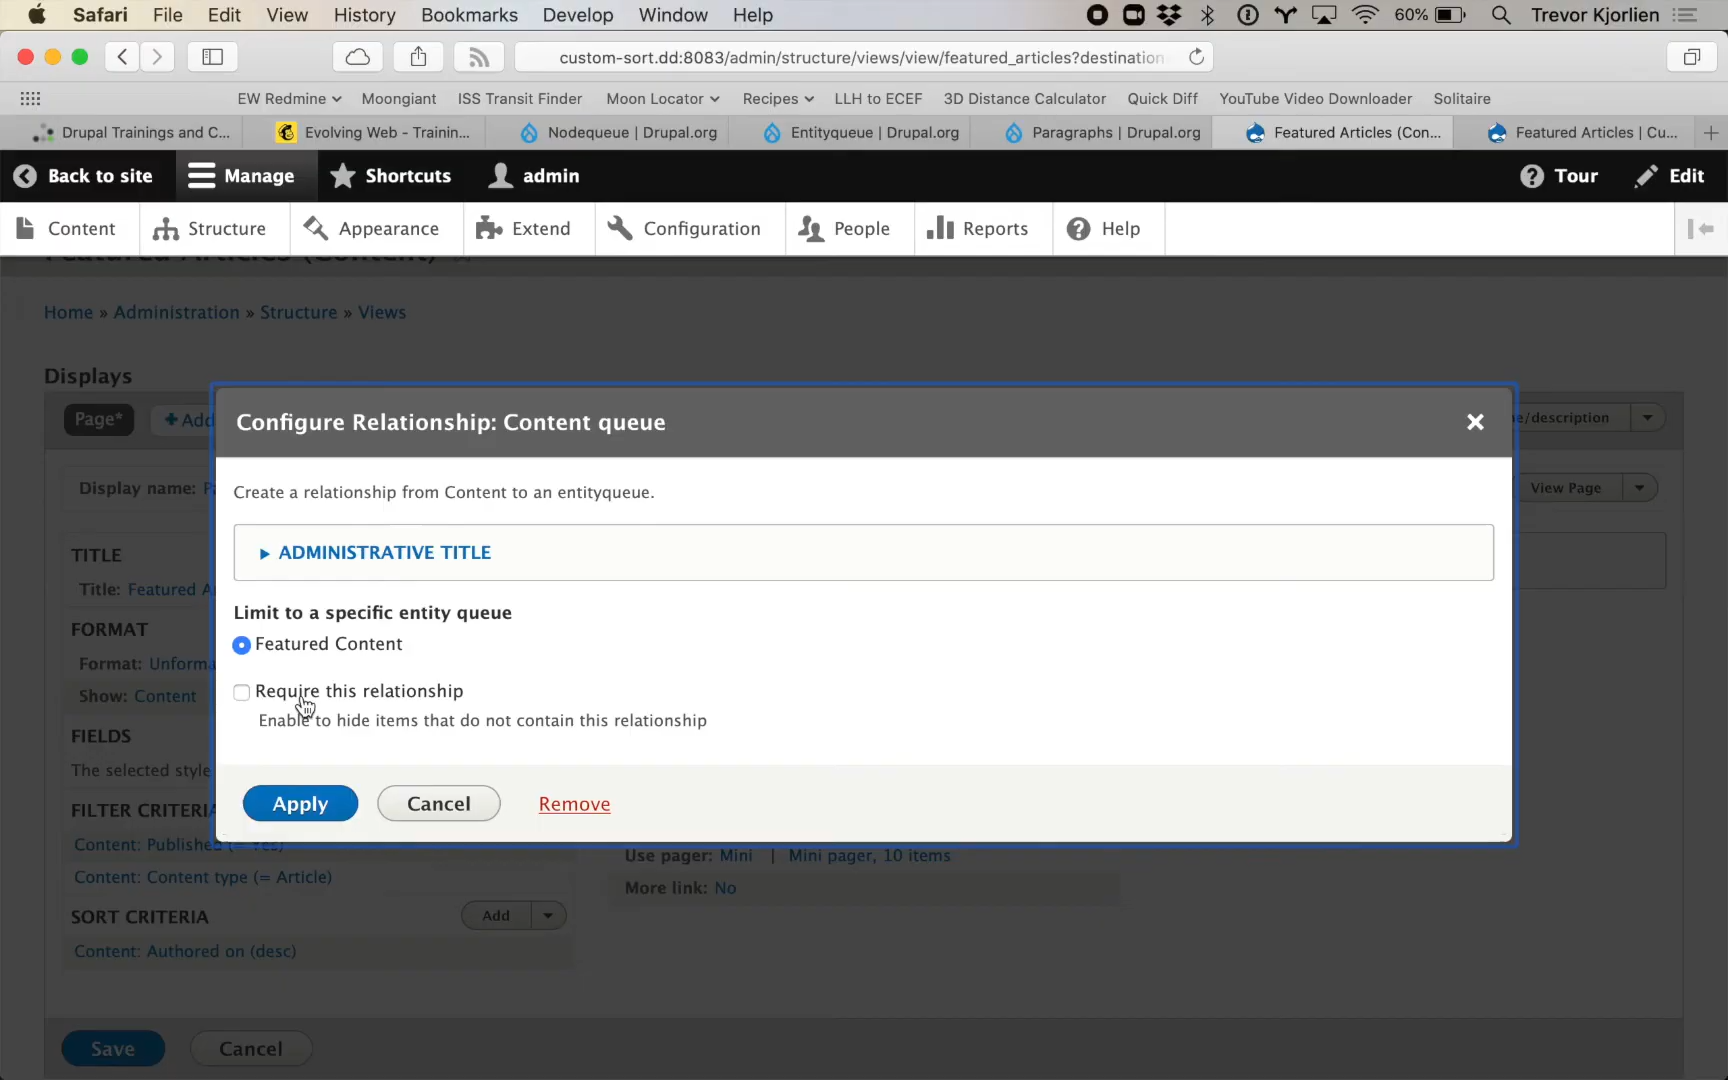 Safari File Edit View History Bookmarks Develop Window Help 60% Trevor Kjorlien
custom-sort.dd:8083/admin/structure/views/view/featured_articles?destination
EW Redmine Moongiant ISS Transit Finder Moon Locator Recipes LLH to ECEF 3D Distance Calculator Quick Diff YouTube Video Downloader Solitaire
Drupal Trainings and C... Evolving Web - Trainin... Nodequeue | Drupal.org Entityqueue | Drupal.org Paragraphs | Drupal.org Featured Articles (Con... Featured Articles | Cu...
Back to site Manage Shortcuts admin Tour Edit
Content Structure Appearance Extend Configuration People Reports Help
Featured Articles (Content)
Home » Administration » Structure » Views
Displays
Page* + Add e/description
Configure Relationship: Content queue
Display name: View Page
Create a relationship from Content to an entityqueue.
ADMINISTRATIVE TITLE
TITLE
Title: Featured A
Limit to a specific entity queue
FORMAT
Featured Content
Format: Unform
Require this relationship
Show: Content
Enable to hide items that do not contain this relationship
FIELDS
The selected style
Apply Cancel Remove
FILTER CRITERIA
Content: Published (= Yes)
Use pager: Mini | Mini pager, 10 items
Content: Content type (= Article)
More link: No
SORT CRITERIA Add
Content: Authored on (desc)
Save Cancel